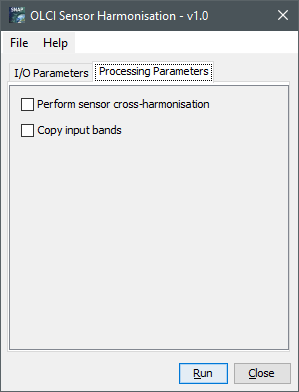 SNAP OLCI Sensor Harmonisation - v1.0
File Help
I/O Parameters Processing Parameters
Perform sensor cross-harmonisation
Copy input bands
Run Close